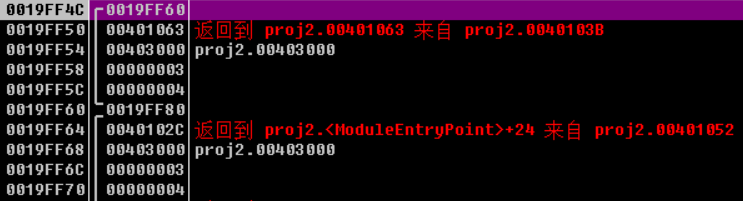 0019FF4C 0019FF60
0019FF50 00401063 返回到 proj2.00401063 来自 proj2.0040103B
0019FF54 00403000 proj2.00403000
0019FF58 00000003
0019FF5C 00000004
0019FF60 0019FF80
0019FF64 0040102C 返回到 proj2.<ModuleEntryPoint>+24 来自 proj2.00401052
0019FF68 00403000 proj2.00403000
0019FF6C 00000003
0019FF70 00000004